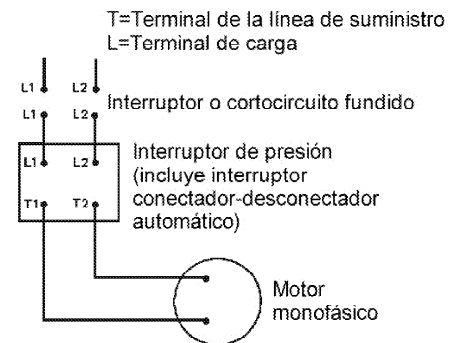 T=Terminal de la línea de suministro
L=Terminal de carga
L1 L2
L1 L2
Interruptor o cortocircuito fundido
L1 L2
T1 T2
Interruptor de presión
(incluye interruptor
conectador-desconectador
automático)
Motor
monofásico